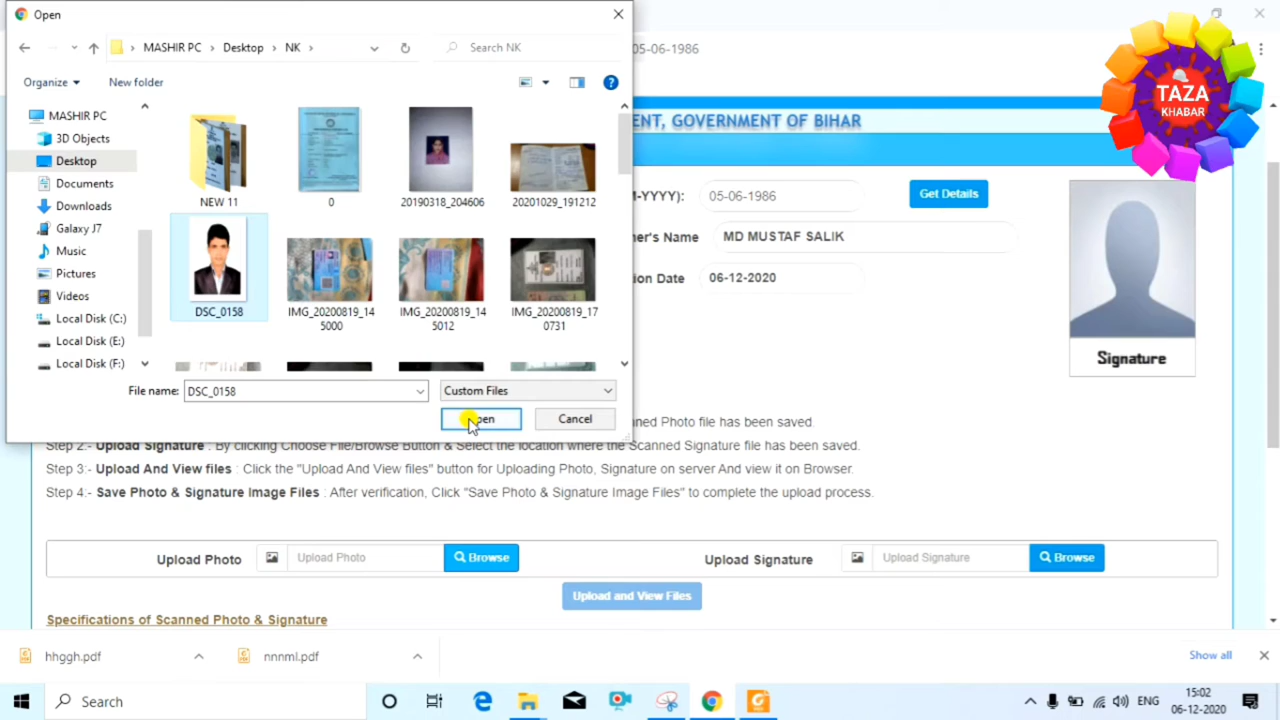 Open
MASHIR PC > Desktop > NK >
Search NK
05-06-1986
Organize
New folder
TAZA
KHABAR
MASHIR PC
3D Objects
Desktop
Documents
Downloads
Galaxy J7
Music
Pictures
Videos
Local Disk (C:)
Local Disk (E:)
Local Disk (F:)
NEW 11
0
20190318_204606
20201029_191212
DSC_0158
IMG_20200819_14
5000
IMG_20200819_14
5012
IMG_20200819_17
0731
File name:
DSC_0158
Custom Files
Cancel
ENT, GOVERNMENT OF BIHAR
M-YYYY):
05-06-1986
Get Details
her's Name
MD MUSTAF SALIK
ion Date
06-12-2020
Signature
nned Photo file has been saved.
Step 2:- Upload Signature : By clicking Choose File/Browse Button & Select the location where the Scanned Signature file has been saved.
Step 3:- Upload And View files : Click the "Upload And View files" button for Uploading Photo, Signature on server And view it on Browser.
Step 4:- Save Photo & Signature Image Files : After verification, Click "Save Photo & Signature Image Files" to complete the upload process.
Upload Photo
Upload Photo
Browse
Upload Signature
Upload Signature
Browse
Upload and View Files
Specifications of Scanned Photo & Signature
hhggh.pdf
nnnml.pdf
Show all
Search
ENG
15:02
06-12-2020